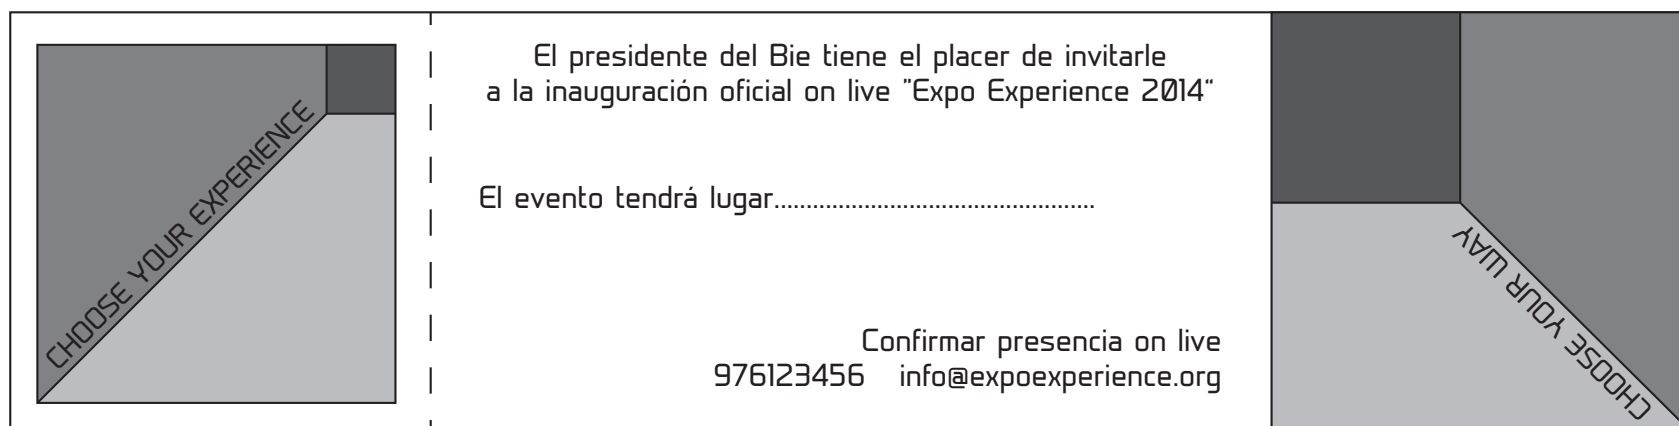 CHOOSE YOUR EXPERIENCE
El presidente del Bie tiene el placer de invitarle
a la inauguración oficial on live ”Expo Experience 2014“
El evento tendrá lugar..................................................
Confirmar presencia on live
976123456 info@expoexperience.org
CHOOSE YOUR WAY